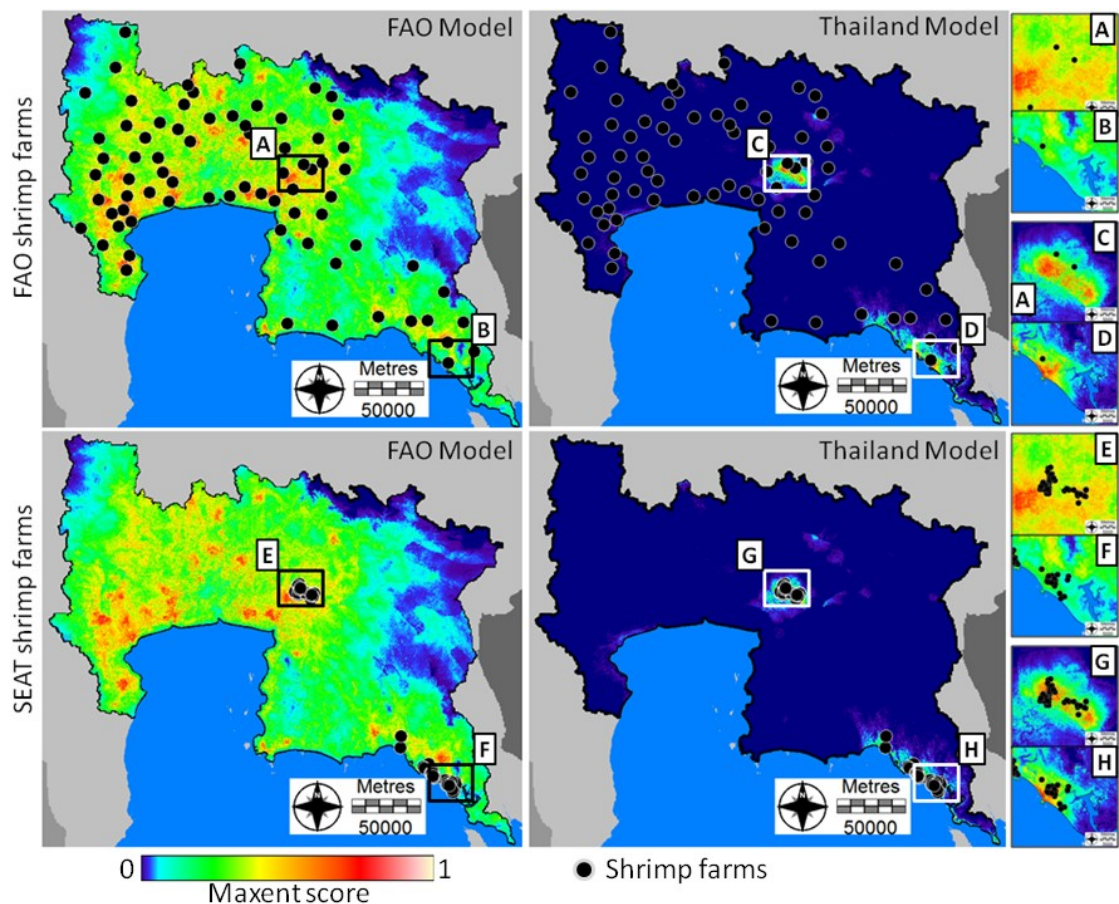 FAO Model
Thailand Model
FAO shrimp farms
A
B
C
D
N
Metres
50000
N
Metres
50000
A
B
C
A
D
FAO Model
Thailand Model
SEAT shrimp farms
E
F
G
H
N
Metres
50000
N
Metres
50000
E
F
G
H
0
1
Maxent score
Shrimp farms